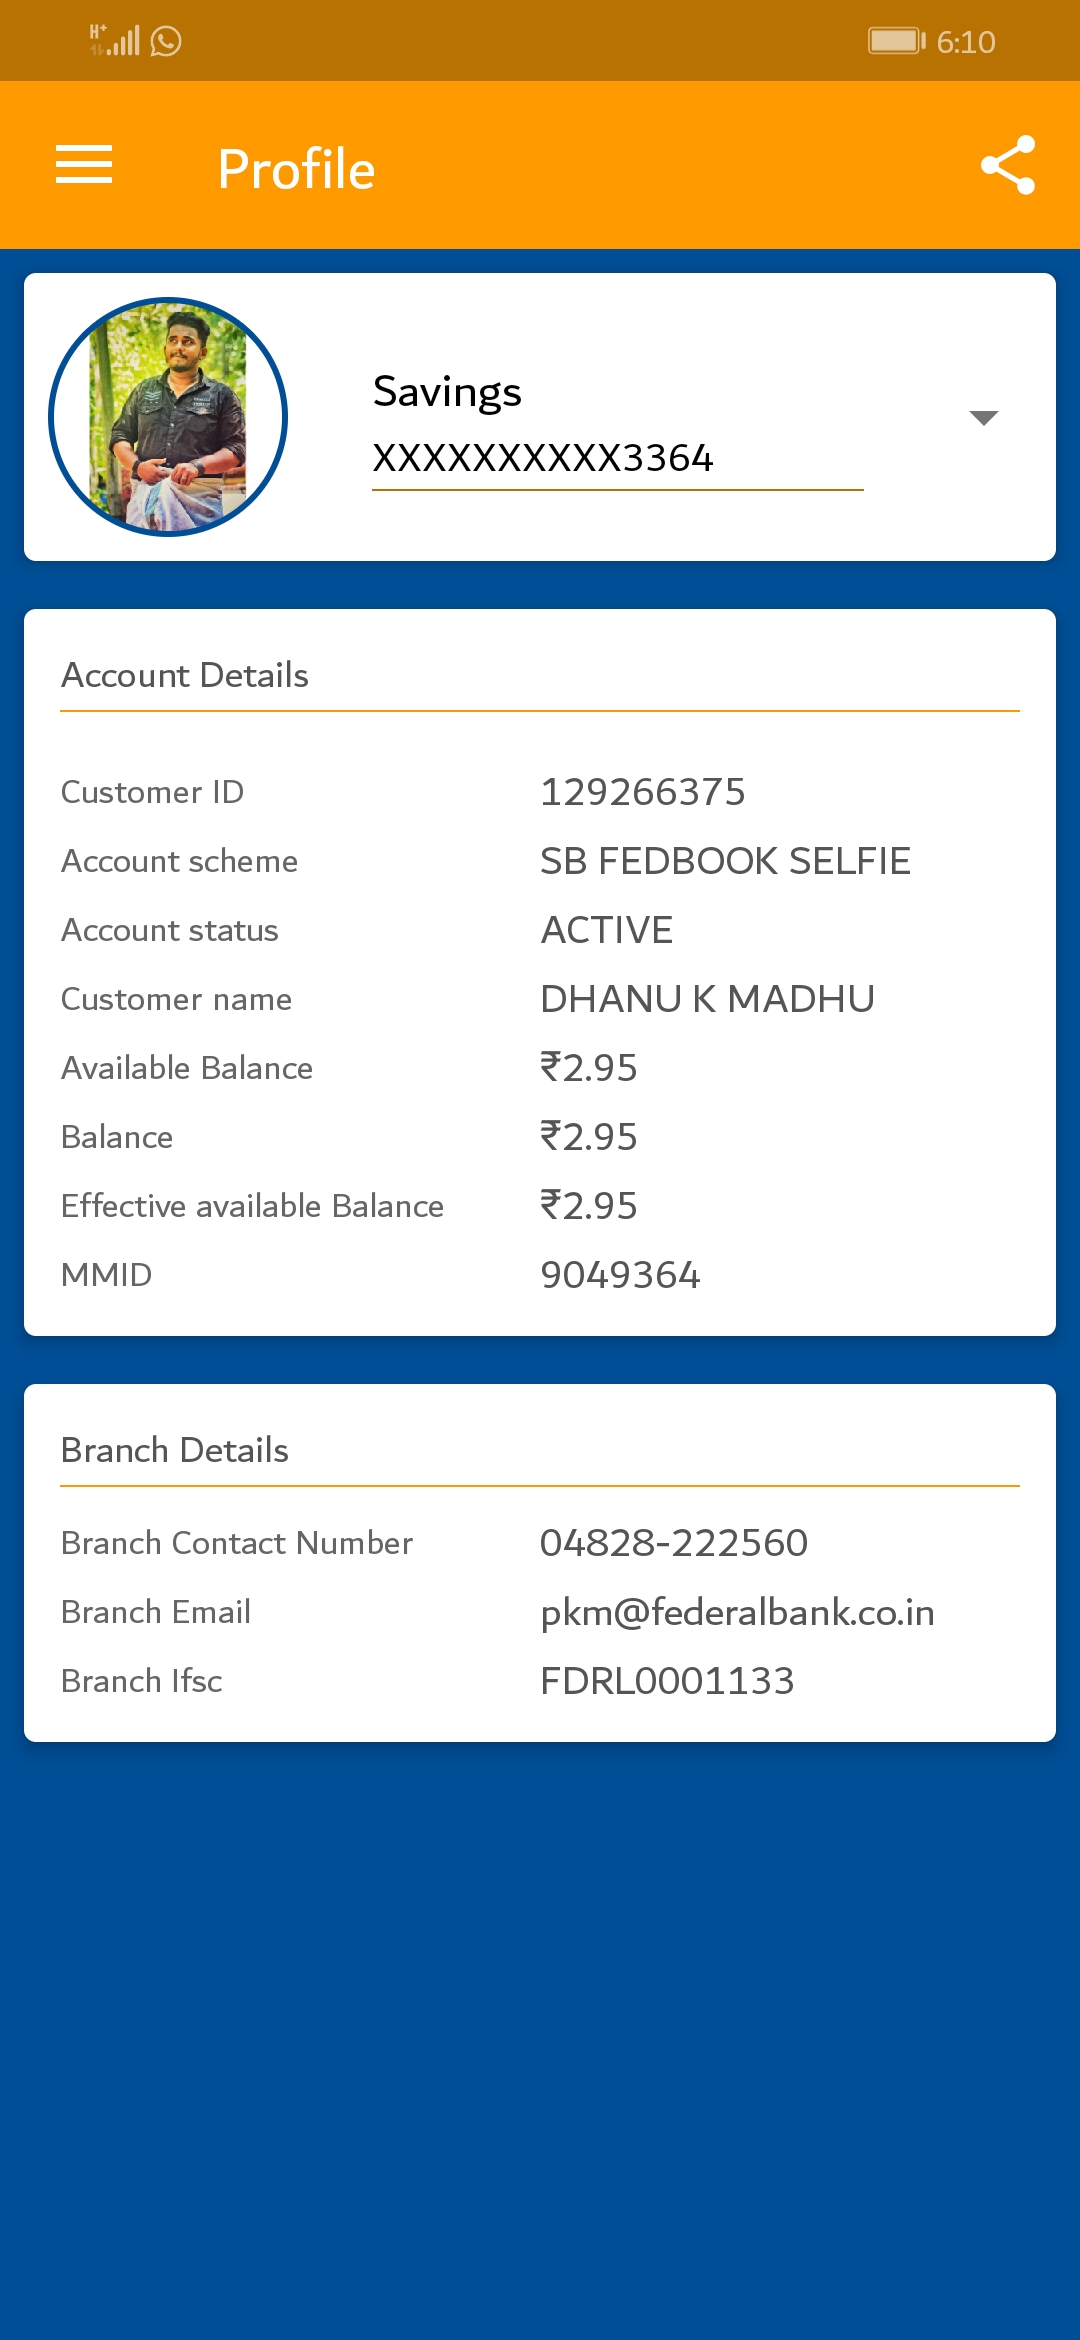 H+ 6:10
Profile
Savings
XXXXXXXXXX3364
Account Details
Customer ID 129266375
Account scheme SB FEDBOOK SELFIE
Account status ACTIVE
Customer name DHANU K MADHU
Available Balance ₹2.95
Balance ₹2.95
Effective available Balance ₹2.95
MMID 9049364
Branch Details
Branch Contact Number 04828-222560
Branch Email pkm@federalbank.co.in
Branch Ifsc FDRL0001133